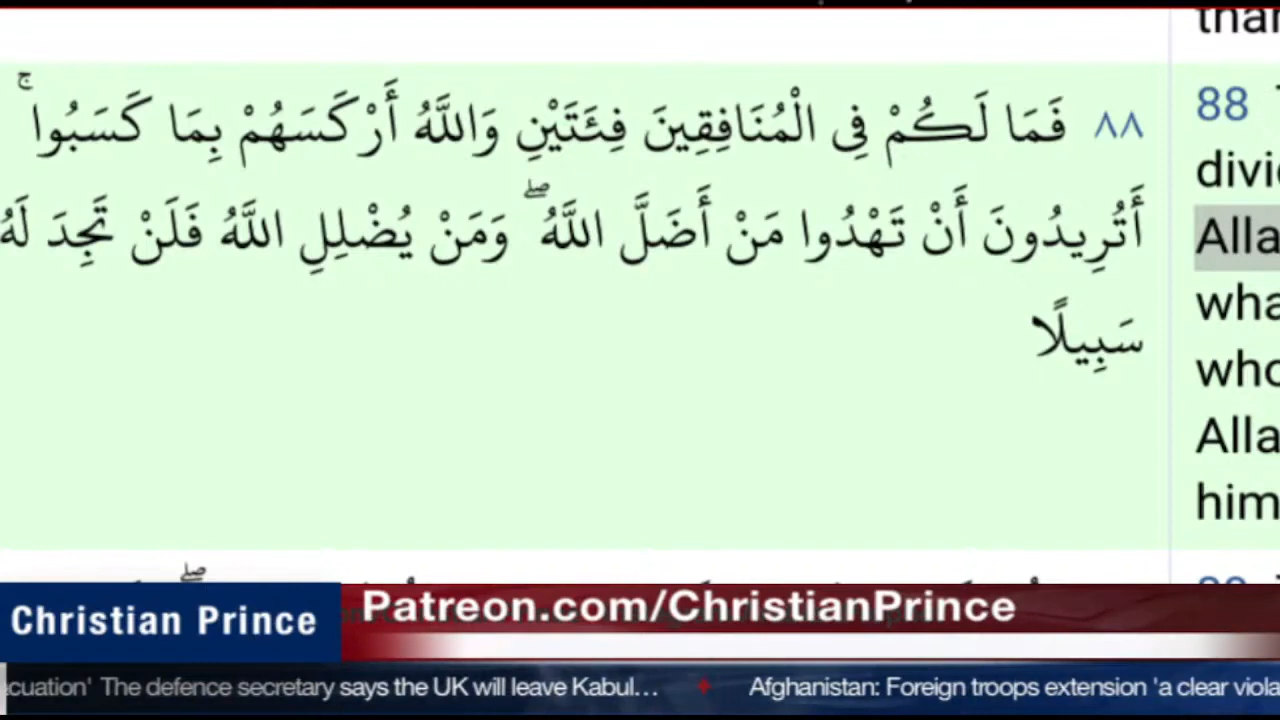 ٨٨ فَمَا لَكُمْ فِى الْمُنَافِقِينَ فِئَتَيْنِ وَاللَّهُ أَرْكَسَهُمْ بِمَا كَسَبُوا ۚ
أَتُرِيدُونَ أَنْ تَهْدُوا مَنْ أَضَلَّ اللَّهُ ۖ وَمَنْ يُضْلِلِ اللَّهُ فَلَنْ تَجِدَ لَهُ
سَبِيلًا
88
divi
Alla
wha
who
Alla
him
Christian Prince
Patreon.com/ChristianPrince
cuation' The defence secretary says the UK will leave Kabul... Afghanistan: Foreign troops extension 'a clear viola